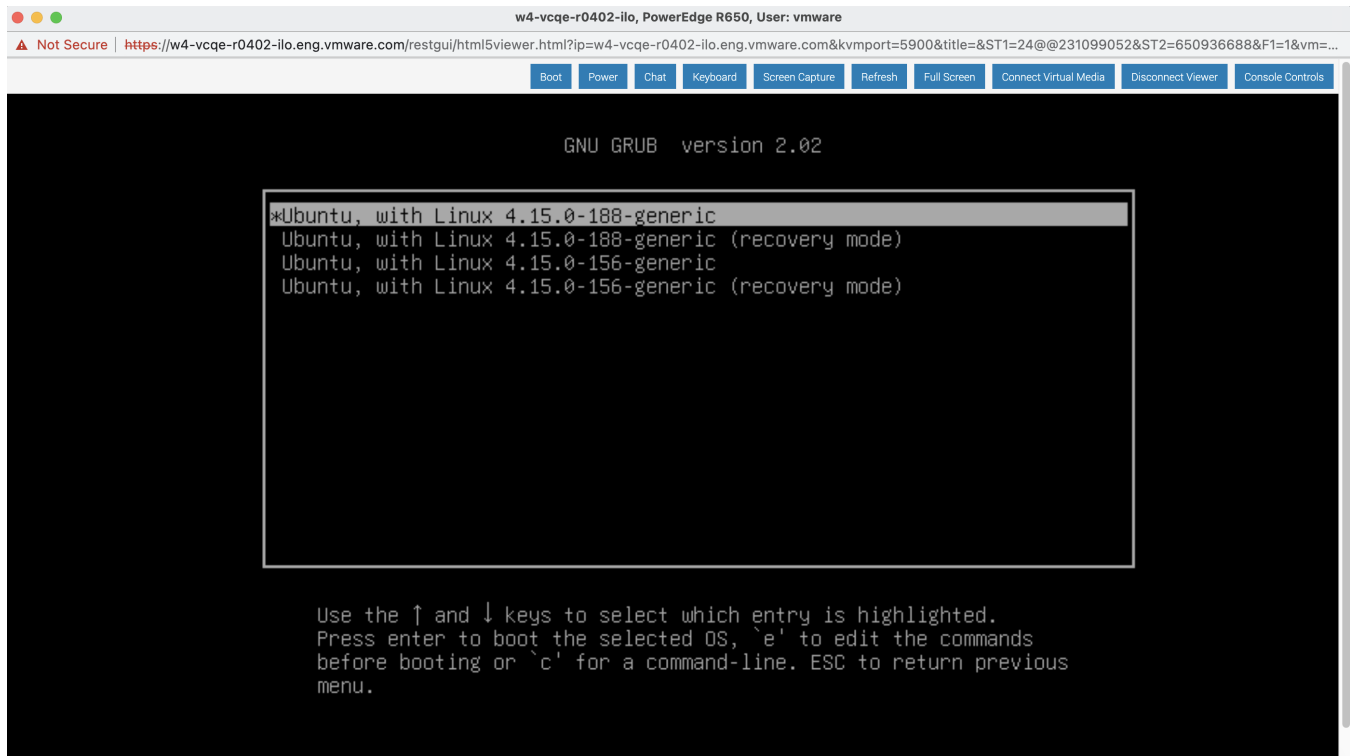 w4-vcqe-r0402-ilo, PowerEdge R650, User: vmware
Not Secure | https://w4-vcqe-r0402-ilo.eng.vmware.com/restgui/html5viewer.html?ip=w4-vcqe-r0402-ilo.eng.vmware.com&kvmport=5900&title=&ST1=24@@231099052&ST2=650936688&F1=1&vm=...
Boot Power Chat Keyboard Screen Capture Refresh Full Screen Connect Virtual Media Disconnect Viewer Console Controls
GNU GRUB version 2.02
*Ubuntu, with Linux 4.15.0-188-generic
Ubuntu, with Linux 4.15.0-188-generic (recovery mode)
Ubuntu, with Linux 4.15.0-156-generic
Ubuntu, with Linux 4.15.0-156-generic (recovery mode)
Use the ↑ and ↓ keys to select which entry is highlighted.
Press enter to boot the selected OS, `e' to edit the commands
before booting or `c' for a command-line. ESC to return previous
menu.